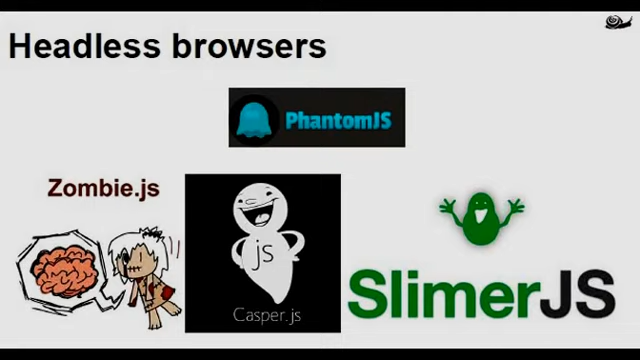 Headless browsers
PhantomJS
Zombie.js
js
Casper.js
SlimerJS